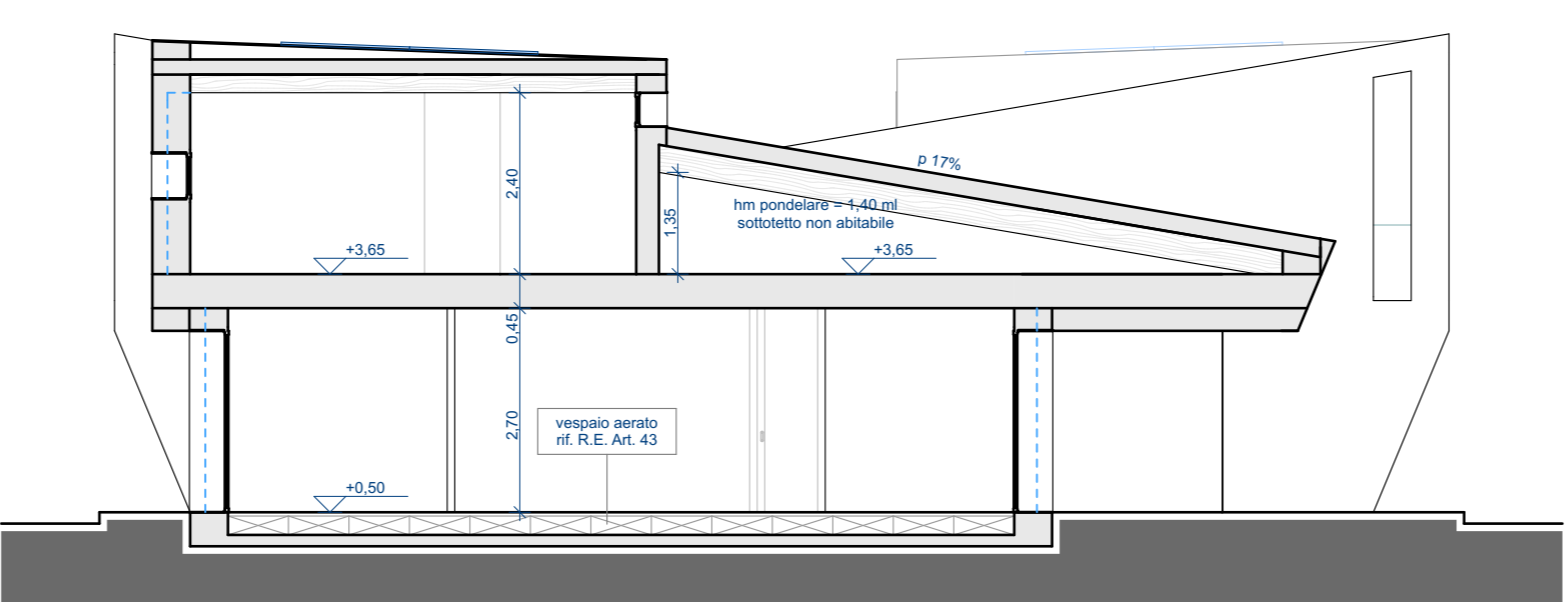 p 17%
2,40
1,35
hm pondelare = 1,40 ml
sottotetto non abitabile
+3,65
+3,65
0,45
2,70
vespaio aerato
rif. R.E. Art. 43
+0,50